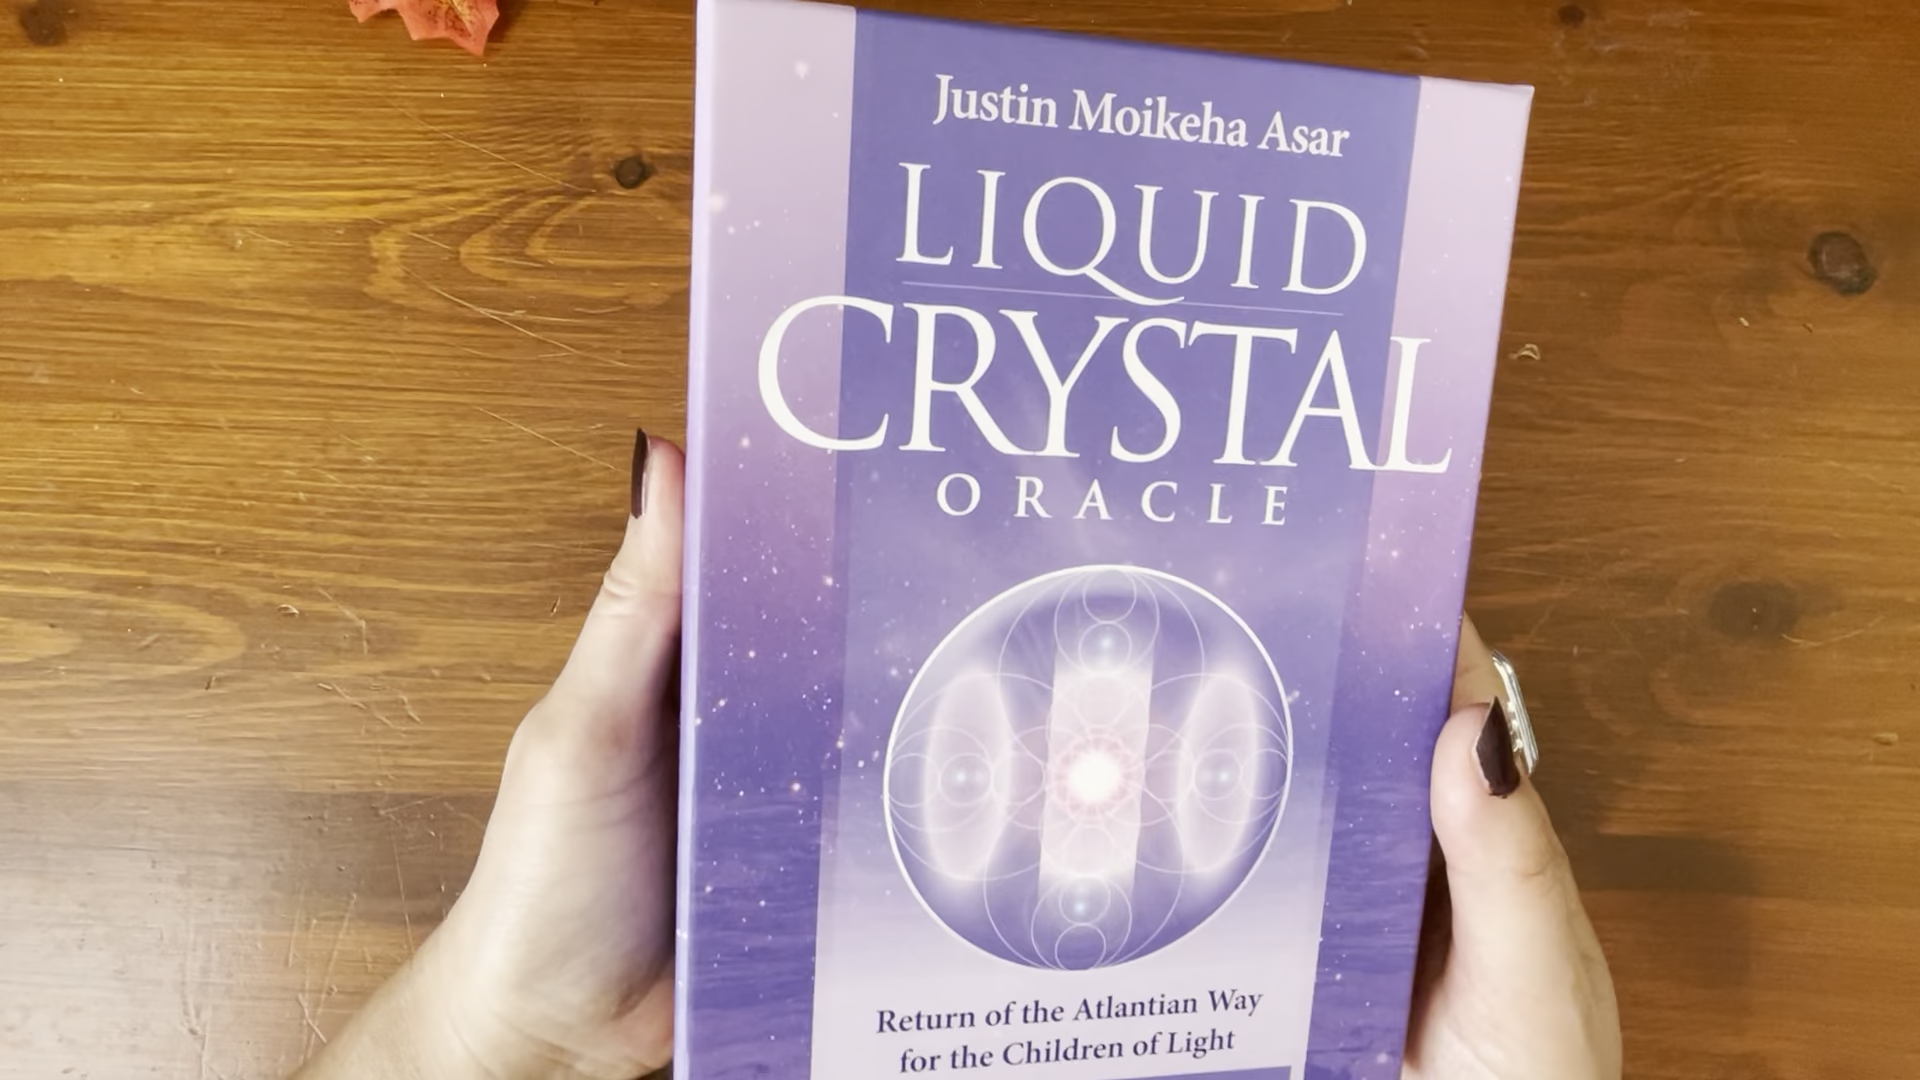 Justin Moikeha Asar
LIQUID
CRYSTAL
ORACLE
Return of the Atlantian Way
for the Children of Light